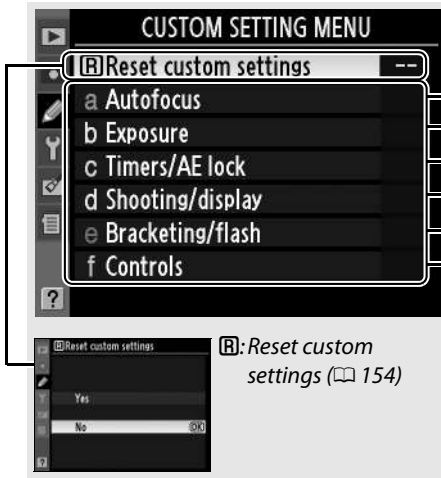 CUSTOM SETTING MENU
R Reset custom settings --
a Autofocus
b Exposure
c Timers/AE lock
d Shooting/display
e Bracketing/flash
f Controls
?
R Reset custom settings
Yes
No OK
?
R: Reset custom
settings (📖 154)